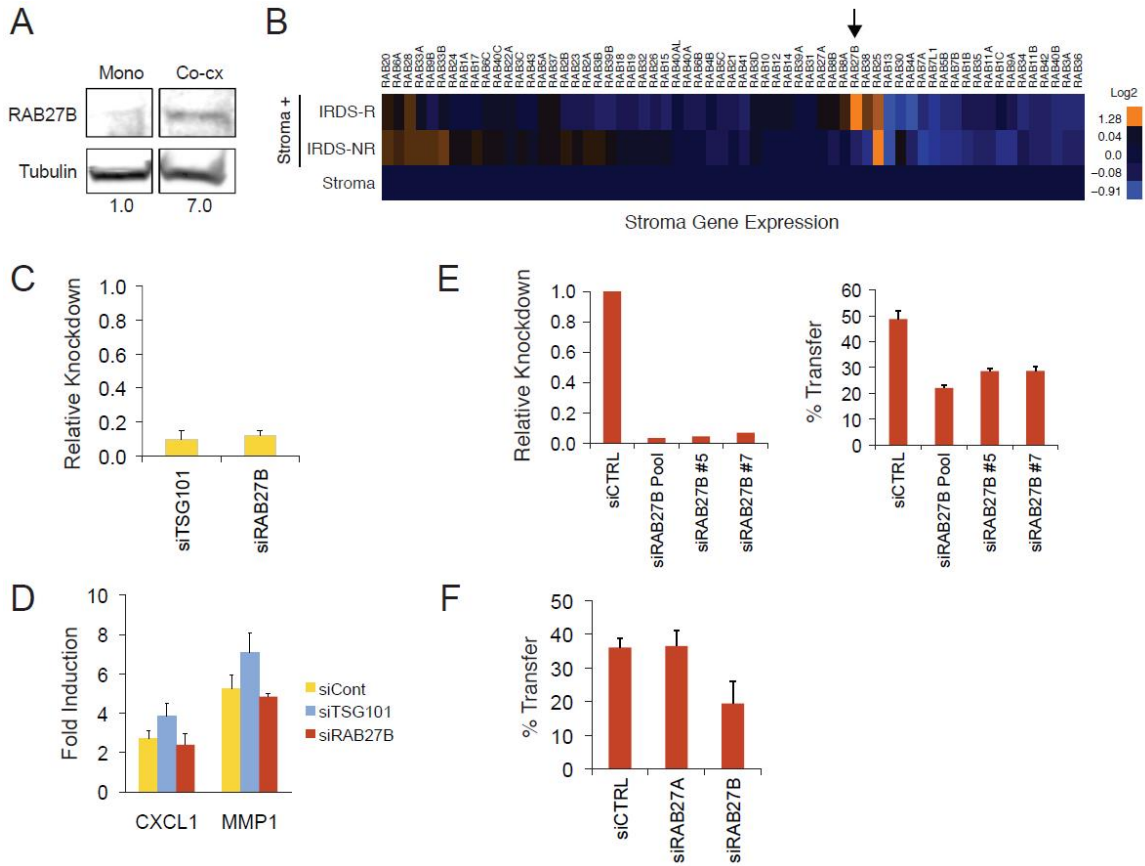 A
Mono Co-cx
RAB27B
Tubulin
1.0 7.0
B
RAB20 RAB6A RAB28 RAB33A RAB9B RAB33B RAB24 RAB1A RAB17 RAB6C RAB40C RAB22A RAB3C RAB43 RAB5A RAB37 RAB2B RAB23 RAB2A RAB3B RAB39B RAB18 RAB19 RAB32 RAB26 RAB15 RAB40AL RAB40A RAB6B RAB4B RAB5C RAB21 RAB41 RAB3D RAB10 RAB12 RAB14 RAB39A RAB31 RAB27A RAB8B RAB8A RAB27B RAB38 RAB25 RAB13 RAB30 RAB4A RAB7A RAB7L1 RAB5B RAB7B RAB1B RAB35 RAB11A RAB1C RAB9A RAB34 RAB11B RAB42 RAB40B RAB3A RAB36
Stroma +
IRDS-R
IRDS-NR
Stroma
Log2
1.28
0.04
0.0
−0.08
−0.91
Stroma Gene Expression
C
Relative Knockdown
1.0
0.8
0.6
0.4
0.2
0.0
siTSG101 siRAB27B
E
Relative Knockdown
1.0
0.8
0.6
0.4
0.2
0.0
siCTRL siRAB27B Pool siRAB27B #5 siRAB27B #7
% Transfer
60
50
40
30
20
10
0
siCTRL siRAB27B Pool siRAB27B #5 siRAB27B #7
D
Fold Induction
10
8
6
4
2
0
CXCL1 MMP1
siCont
siTSG101
siRAB27B
F
% Transfer
50
40
30
20
10
0
siCTRL siRAB27A siRAB27B